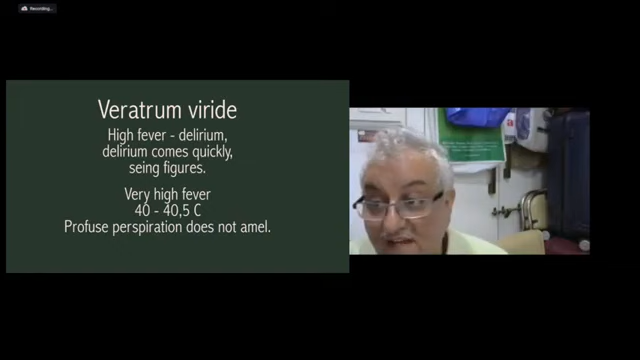 Recording...
Veratrum viride
High fever - delirium,
delirium comes quickly,
seing figures.
Very high fever
40 - 40,5 C
Profuse perspiration does not amel.